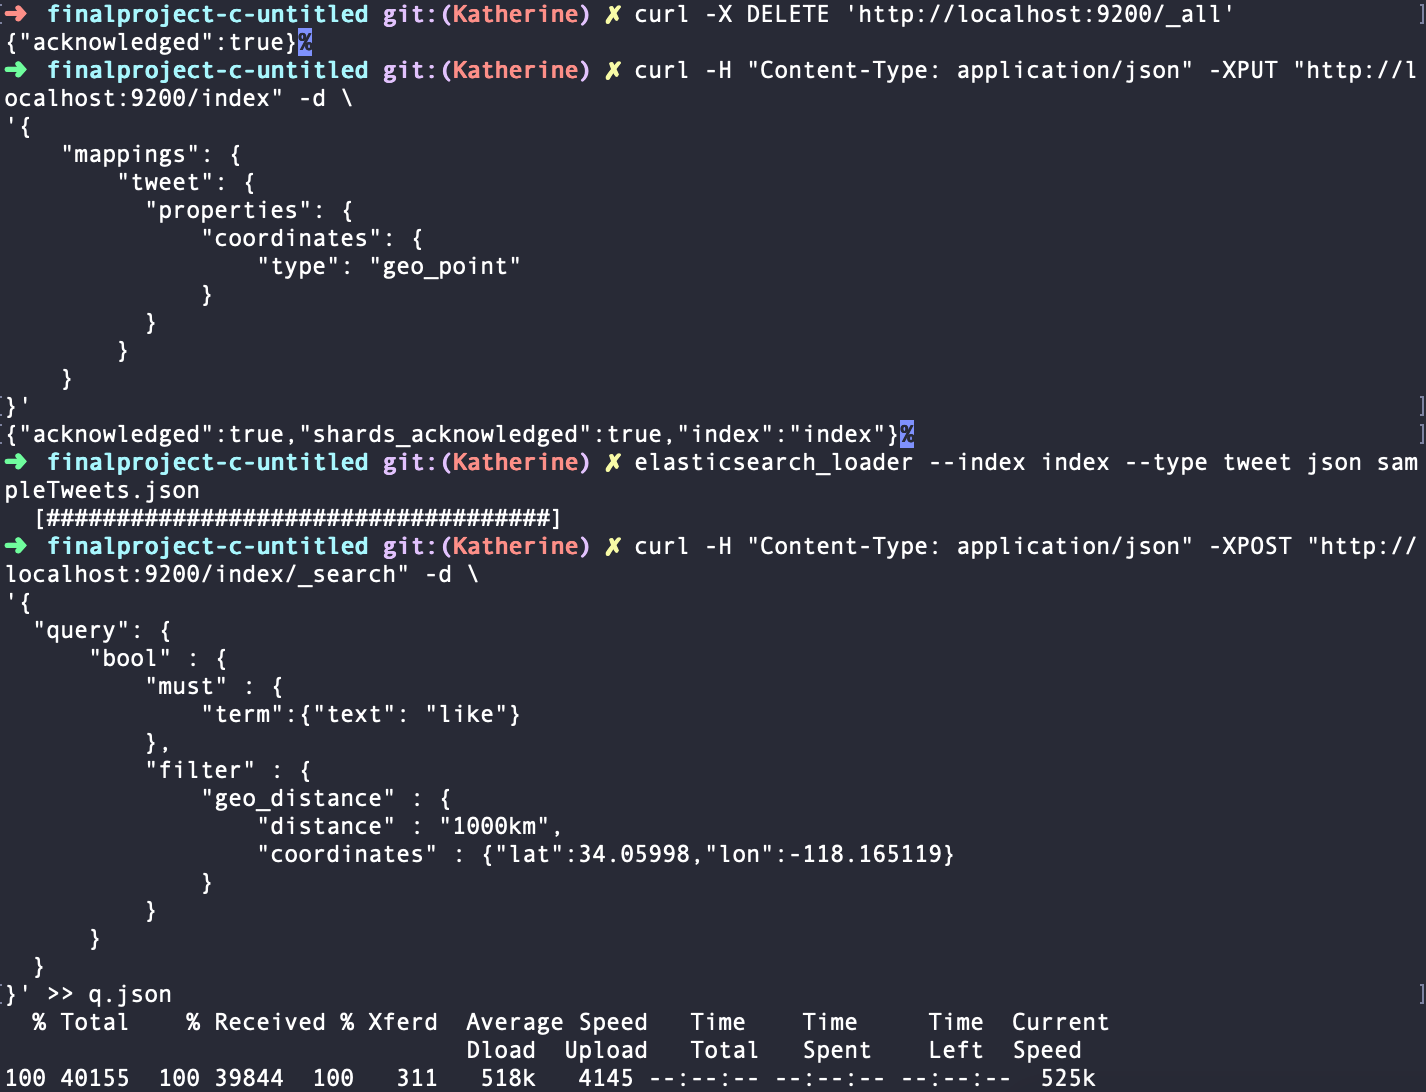 ➜  finalproject-c-untitled git:(Katherine) ✗ curl -X DELETE 'http://localhost:9200/_all'
{"acknowledged":true}%
➜  finalproject-c-untitled git:(Katherine) ✗ curl -H "Content-Type: application/json" -XPUT "http://l
ocalhost:9200/index" -d \
'{
    "mappings": {
        "tweet": {
          "properties": {
              "coordinates": {
                  "type": "geo_point"
              }
          }
        }
    }
}'
{"acknowledged":true,"shards_acknowledged":true,"index":"index"}%
➜  finalproject-c-untitled git:(Katherine) ✗ elasticsearch_loader --index index --type tweet json sam
pleTweets.json
  [####################################]
➜  finalproject-c-untitled git:(Katherine) ✗ curl -H "Content-Type: application/json" -XPOST "http://
localhost:9200/index/_search" -d \
'{
  "query": {
      "bool" : {
          "must" : {
              "term":{"text": "like"}
          },
          "filter" : {
              "geo_distance" : {
                  "distance" : "1000km",
                  "coordinates" : {"lat":34.05998,"lon":-118.165119}
              }
          }
      }
  }
}' >> q.json
  % Total    % Received % Xferd  Average Speed   Time    Time     Time  Current
                                 Dload  Upload   Total   Spent    Left  Speed
100 40155  100 39844  100   311   518k   4145 --:--:-- --:--:-- --:--:--  525k